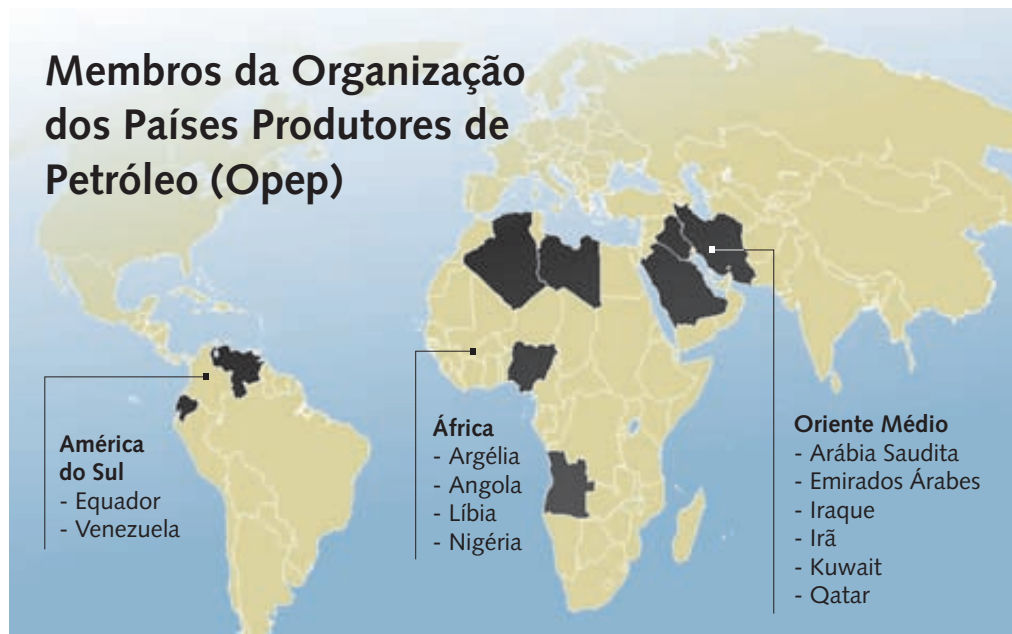 Membros da Organização
dos Países Produtores de
Petróleo (Opep)
América
do Sul
- Equador
- Venezuela
África
- Argélia
- Angola
- Líbia
- Nigéria
Oriente Médio
- Arábia Saudita
- Emirados Árabes
- Iraque
- Irã
- Kuwait
- Qatar